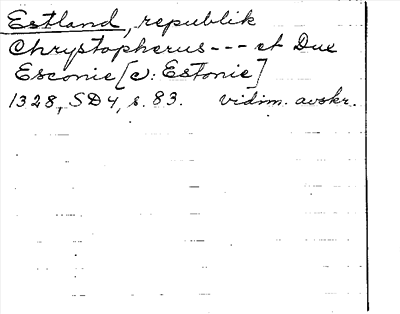 Estland, republik
Chrystopherus --- et Dux
Esconie [o: Estonie]
1328, SD 4, s. 83. vidim. avskr.